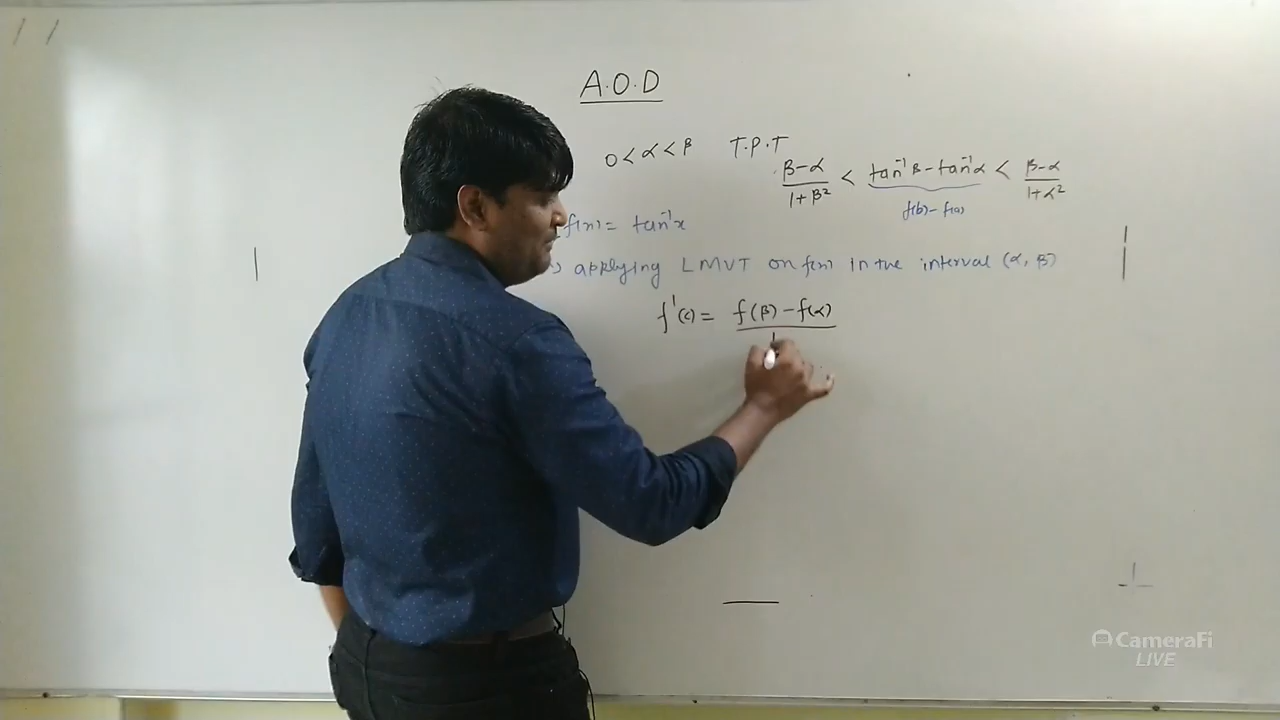 A.O.D
0 < α < β T.P.T
β-α/1+β² < tan⁻¹β - tan⁻¹α < β-α/1+α²
f(b) - f(a)
f(x) = tan⁻¹x
applying LMVT on f(x) in the interval (α, β)
f'(c) = f(β) - f(α)
CameraFi
LIVE